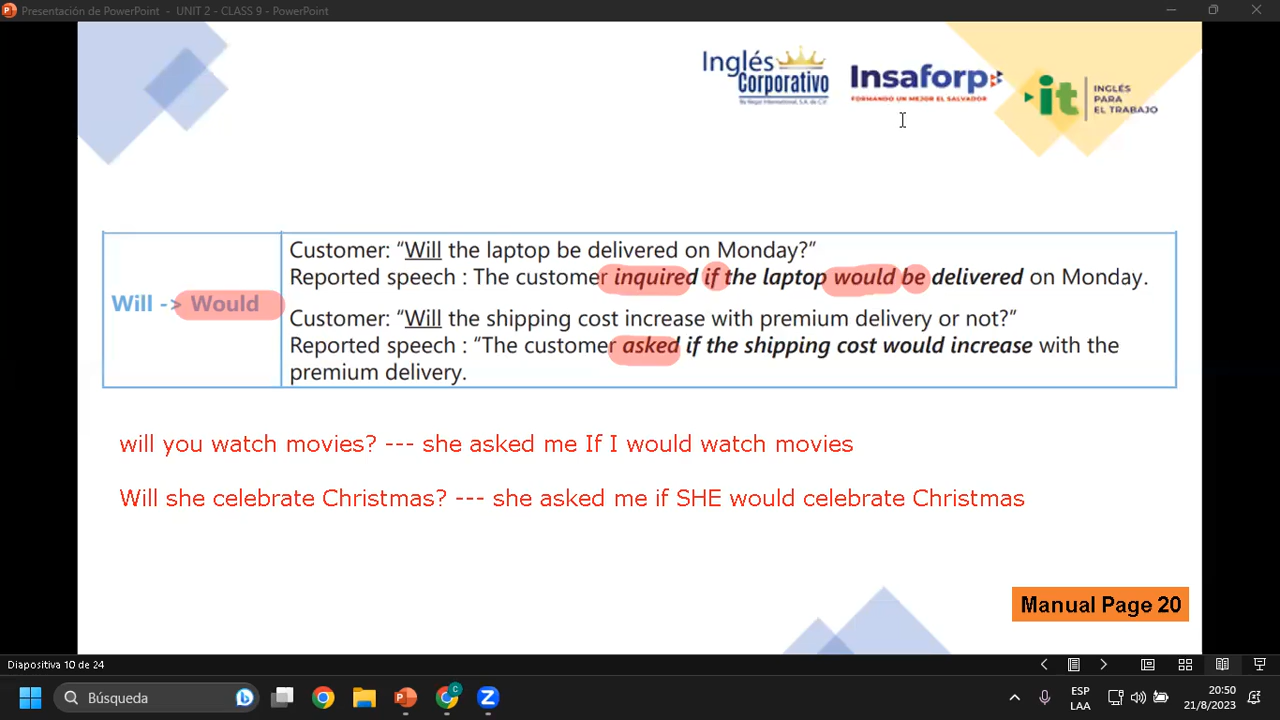 Presentación de PowerPoint - UNIT 2 - CLASS 9 - PowerPoint
Inglés
Corporativo
By Regal International, S.A. de C.V.
Insaforp
FORMANDO UN MEJOR EL SALVADOR
it
INGLÉS
PARA
EL TRABAJO
Will -> Would
Customer: “Will the laptop be delivered on Monday?”
Reported speech : The customer inquired if the laptop would be delivered on Monday.
Customer: “Will the shipping cost increase with premium delivery or not?”
Reported speech : “The customer asked if the shipping cost would increase with the
premium delivery.
will you watch movies? --- she asked me If I would watch movies
Will she celebrate Christmas? --- she asked me if SHE would celebrate Christmas
Manual Page 20
Diapositiva 10 de 24
Búsqueda
ESP
LAA
20:50
21/8/2023